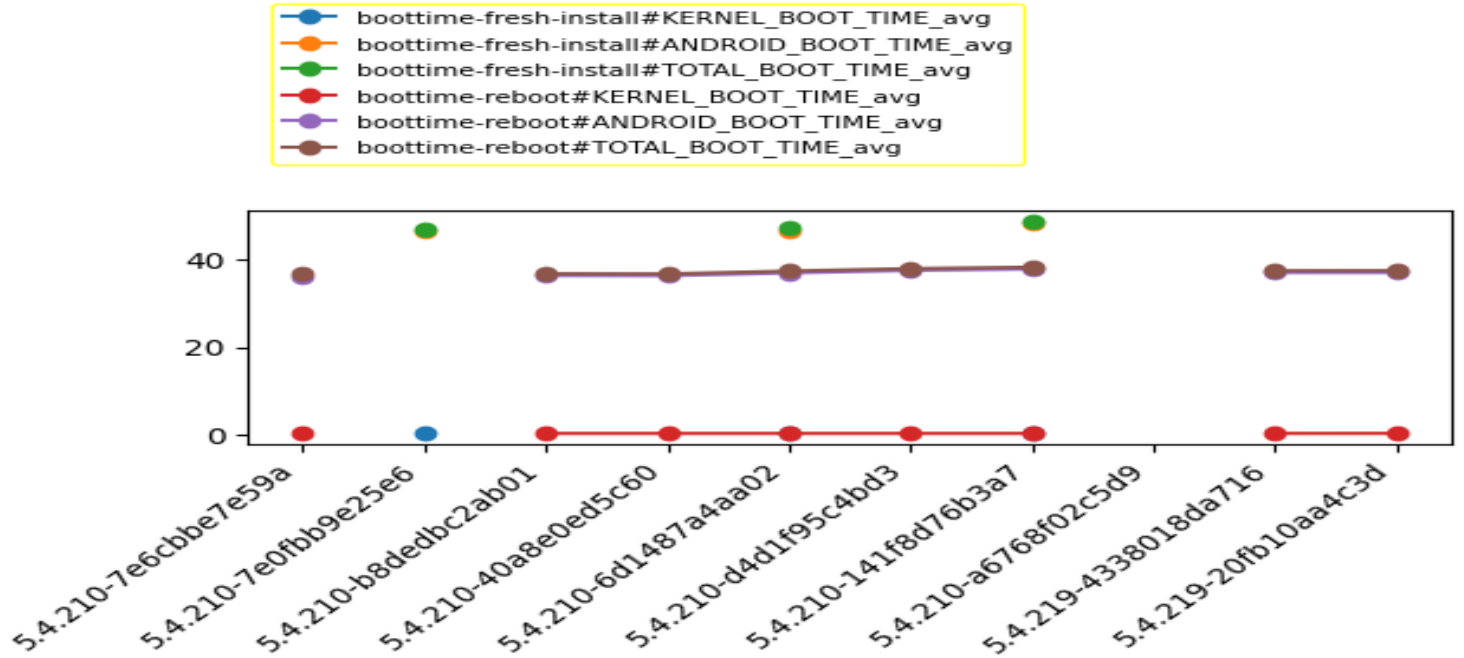 boottime-fresh-install#KERNEL_BOOT_TIME_avg
boottime-fresh-install#ANDROID_BOOT_TIME_avg
boottime-fresh-install#TOTAL_BOOT_TIME_avg
boottime-reboot#KERNEL_BOOT_TIME_avg
boottime-reboot#ANDROID_BOOT_TIME_avg
boottime-reboot#TOTAL_BOOT_TIME_avg
40
20
0
5.4.210-7e6cbbe7e59a
5.4.210-7e0fbb9e25e6
5.4.210-b8dedbc2ab01
5.4.210-40a8e0ed5c60
5.4.210-6d1487a4aa02
5.4.210-d4d1f95c4bd3
5.4.210-141f8d76b3a7
5.4.210-a6768f02c5d9
5.4.219-4338018da716
5.4.219-20fb10aa4c3d